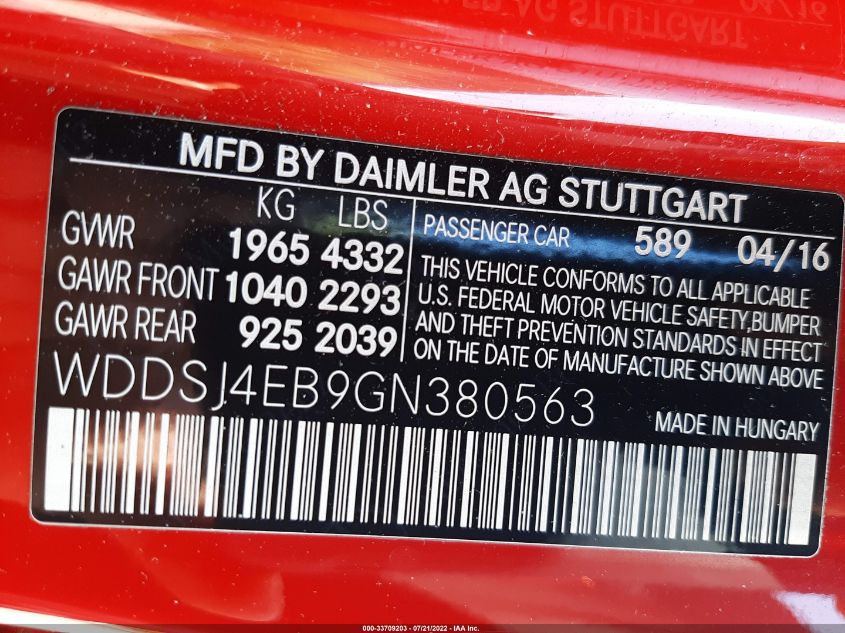 MFD BY DAIMLER AG STUTTGART
KG LBS
GVWR 1965 4332
GAWR FRONT 1040 2293
GAWR REAR 925 2039
PASSENGER CAR 589 04/16
THIS VEHICLE CONFORMS TO ALL APPLICABLE
U.S. FEDERAL MOTOR VEHICLE SAFETY,BUMPER
AND THEFT PREVENTION STANDARDS IN EFFECT
ON THE DATE OF MANUFACTURE SHOWN ABOVE
WDDSJ4EB9GN380563
MADE IN HUNGARY
000-33709203 - 07/21/2022 - IAA Inc.